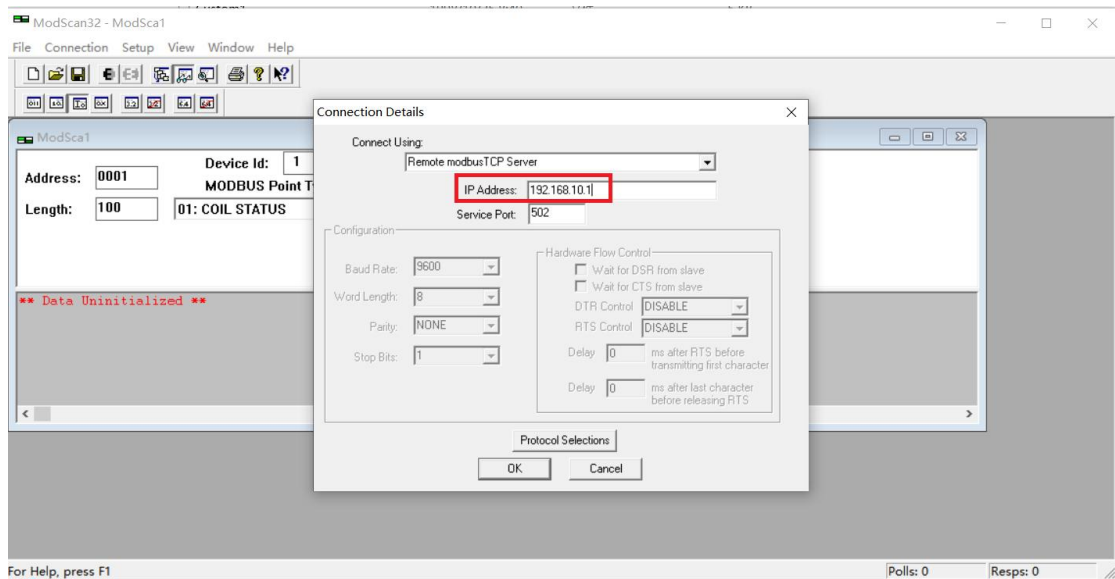 ModScan32 - ModSca1
File Connection Setup View Window Help
ModSca1
Address: 0001
Device Id: 1
MODBUS Point T
Length: 100
01: COIL STATUS
** Data Uninitialized **
Connection Details
Connect Using:
Remote modbusTCP Server
IP Address: 192.168.10.1
Service Port: 502
Configuration
Baud Rate: 9600
Word Length: 8
Parity: NONE
Stop Bits: 1
Hardware Flow Control
Wait for DSR from slave
Wait for CTS from slave
DTR Control DISABLE
RTS Control DISABLE
Delay 0 ms after RTS before
transmitting first character
Delay 0 ms after last character
before releasing RTS
Protocol Selections
OK Cancel
For Help, press F1
Polls: 0 Resps: 0